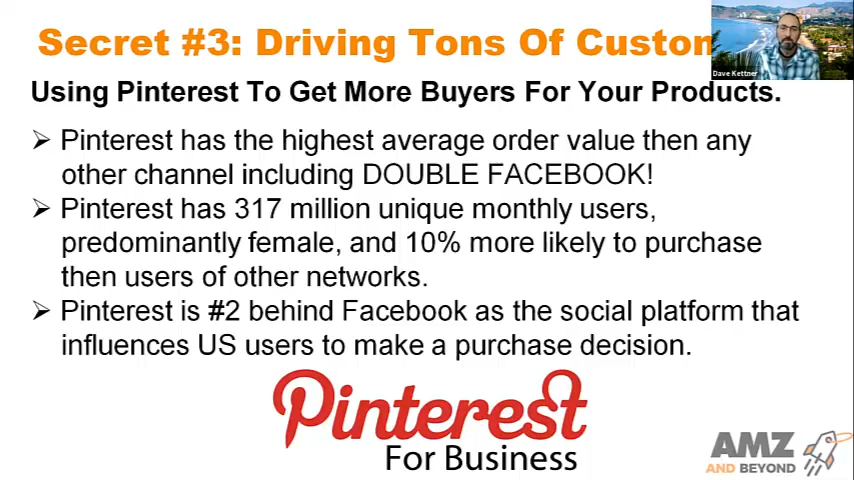 Secret #3: Driving Tons Of Custom
Dave Kettner
Using Pinterest To Get More Buyers For Your Products.
Pinterest has the highest average order value then any
other channel including DOUBLE FACEBOOK!
Pinterest has 317 million unique monthly users,
predominantly female, and 10% more likely to purchase
then users of other networks.
Pinterest is #2 behind Facebook as the social platform that
influences US users to make a purchase decision.
Pinterest
For Business
AMZ
AND BEYOND